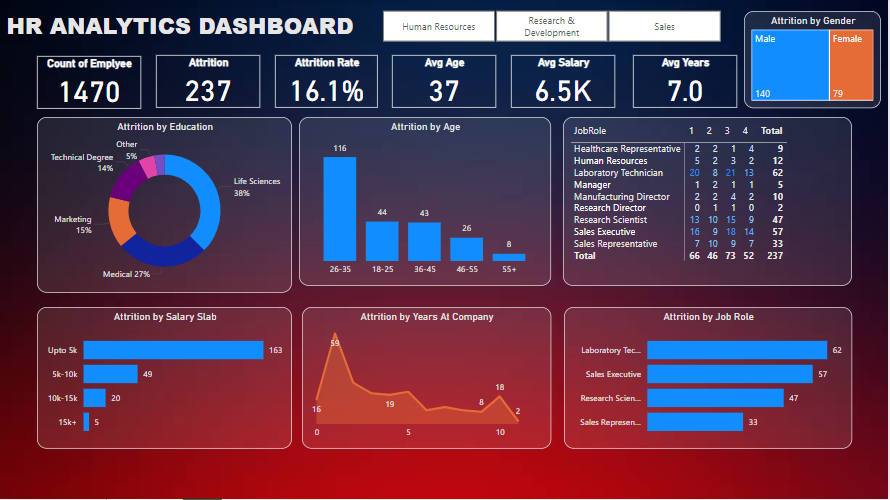 HR ANALYTICS DASHBOARD
Human Resources
Research &
Development
Sales
Attrition by Gender
Male
Female
140
79
Count of Emplyee
1470
Attrition
237
Attrition Rate
16.1%
Avg Age
37
Avg Salary
6.5K
Avg Years
7.0
Attrition by Education
Other
5%
Technical Degree
14%
Life Sciences
38%
Marketing
15%
Medical 27%
Attrition by Age
116
44
43
26
8
26-35 18-25 36-45 46-55 55+
JobRole 1 2 3 4 Total
Healthcare Representative 2 2 1 4 9
Human Resources 5 2 3 2 12
Laboratory Technician 20 8 21 13 62
Manager 1 2 1 1 5
Manufacturing Director 2 2 4 2 10
Research Director 0 1 1 0 2
Research Scientist 13 10 15 9 47
Sales Executive 16 9 18 14 57
Sales Representative 7 10 9 7 33
Total 66 46 73 52 237
Attrition by Salary Slab
Upto 5k 163
5k-10k 49
10k-15k 20
15k+ 5
Attrition by Years At Company
59
16
19
8
18
2
0 5 10
Attrition by Job Role
Laboratory Tec... 62
Sales Executive 57
Research Scien... 47
Sales Represen... 33